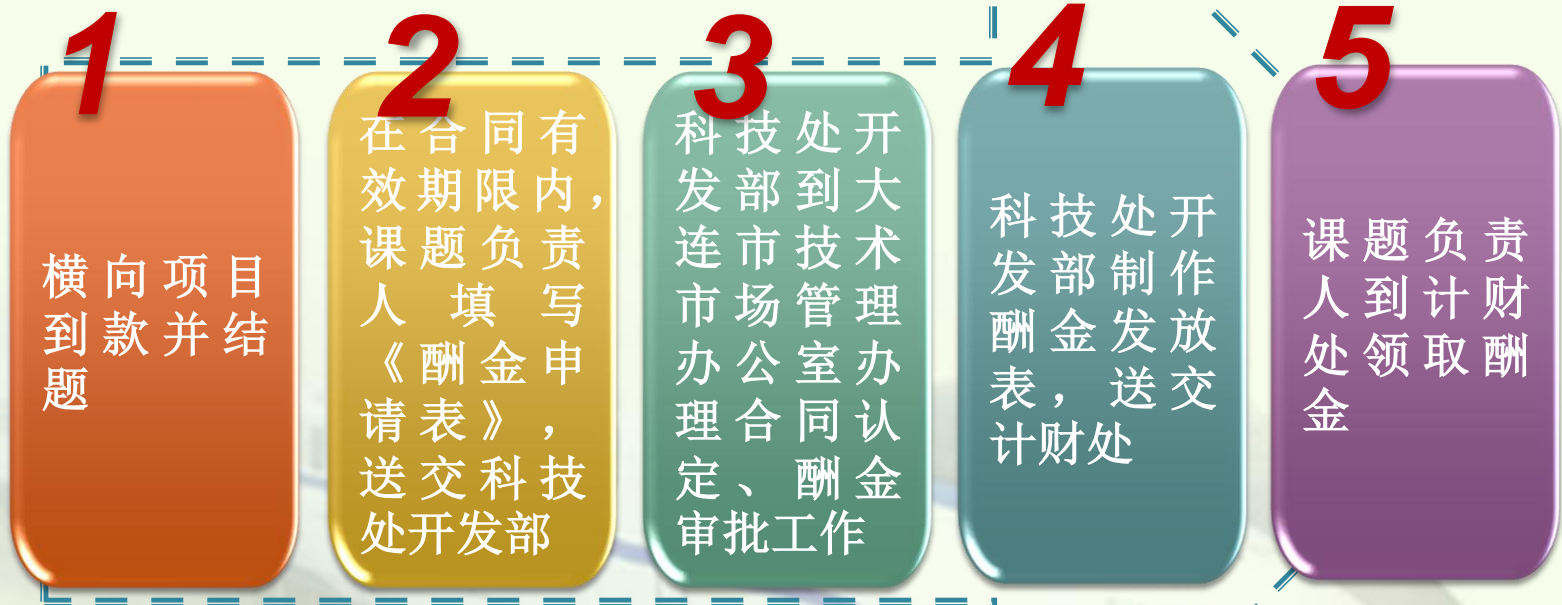 1
横向项目
到款并结
题
2
在合同有
效期限内，
课题负责
人填写
《酬金申
请表》，
送交科技
处开发部
3
科技处开
发部到大
连市技术
市场管理
办公室办
理合同认
定、酬金
审批工作
4
科技处开
发部制作
酬金发放
表，送交
计财处
5
课题负责
人到计财
处领取酬
金